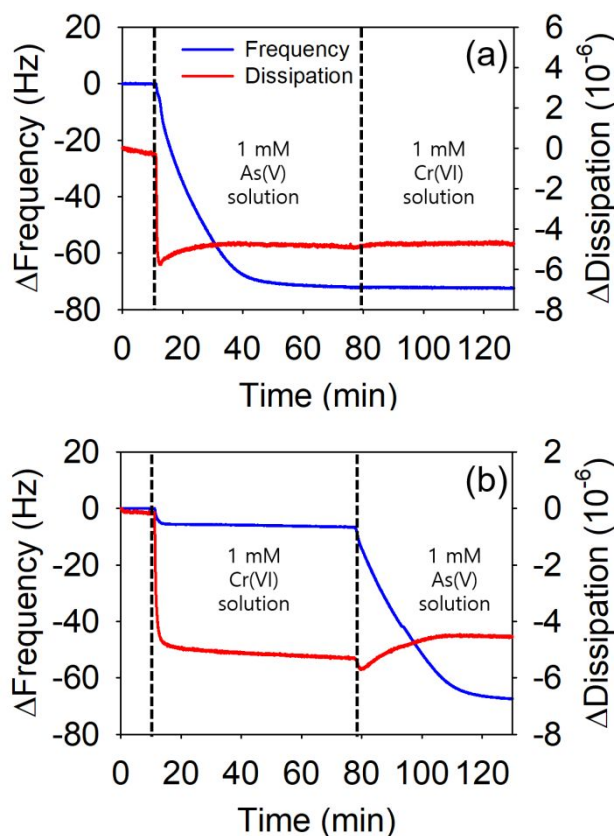 (a)
Frequency
Dissipation
ΔFrequency (Hz)
20
0
-20
-40
-60
-80
1 mM
As(V)
solution
1 mM
Cr(VI)
solution
6
4
2
0
-2
-4
-6
-8
ΔDissipation (10-6)
0 20 40 60 80 100 120
Time (min)
(b)
ΔFrequency (Hz)
20
0
-20
-40
-60
-80
1 mM
Cr(VI)
solution
1 mM
As(V)
solution
2
0
-2
-4
-6
-8
ΔDissipation (10-6)
0 20 40 60 80 100 120
Time (min)